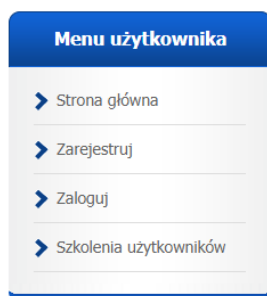 Menu użytkownika
Strona główna
Zarejestruj
Zaloguj
Szkolenia użytkowników